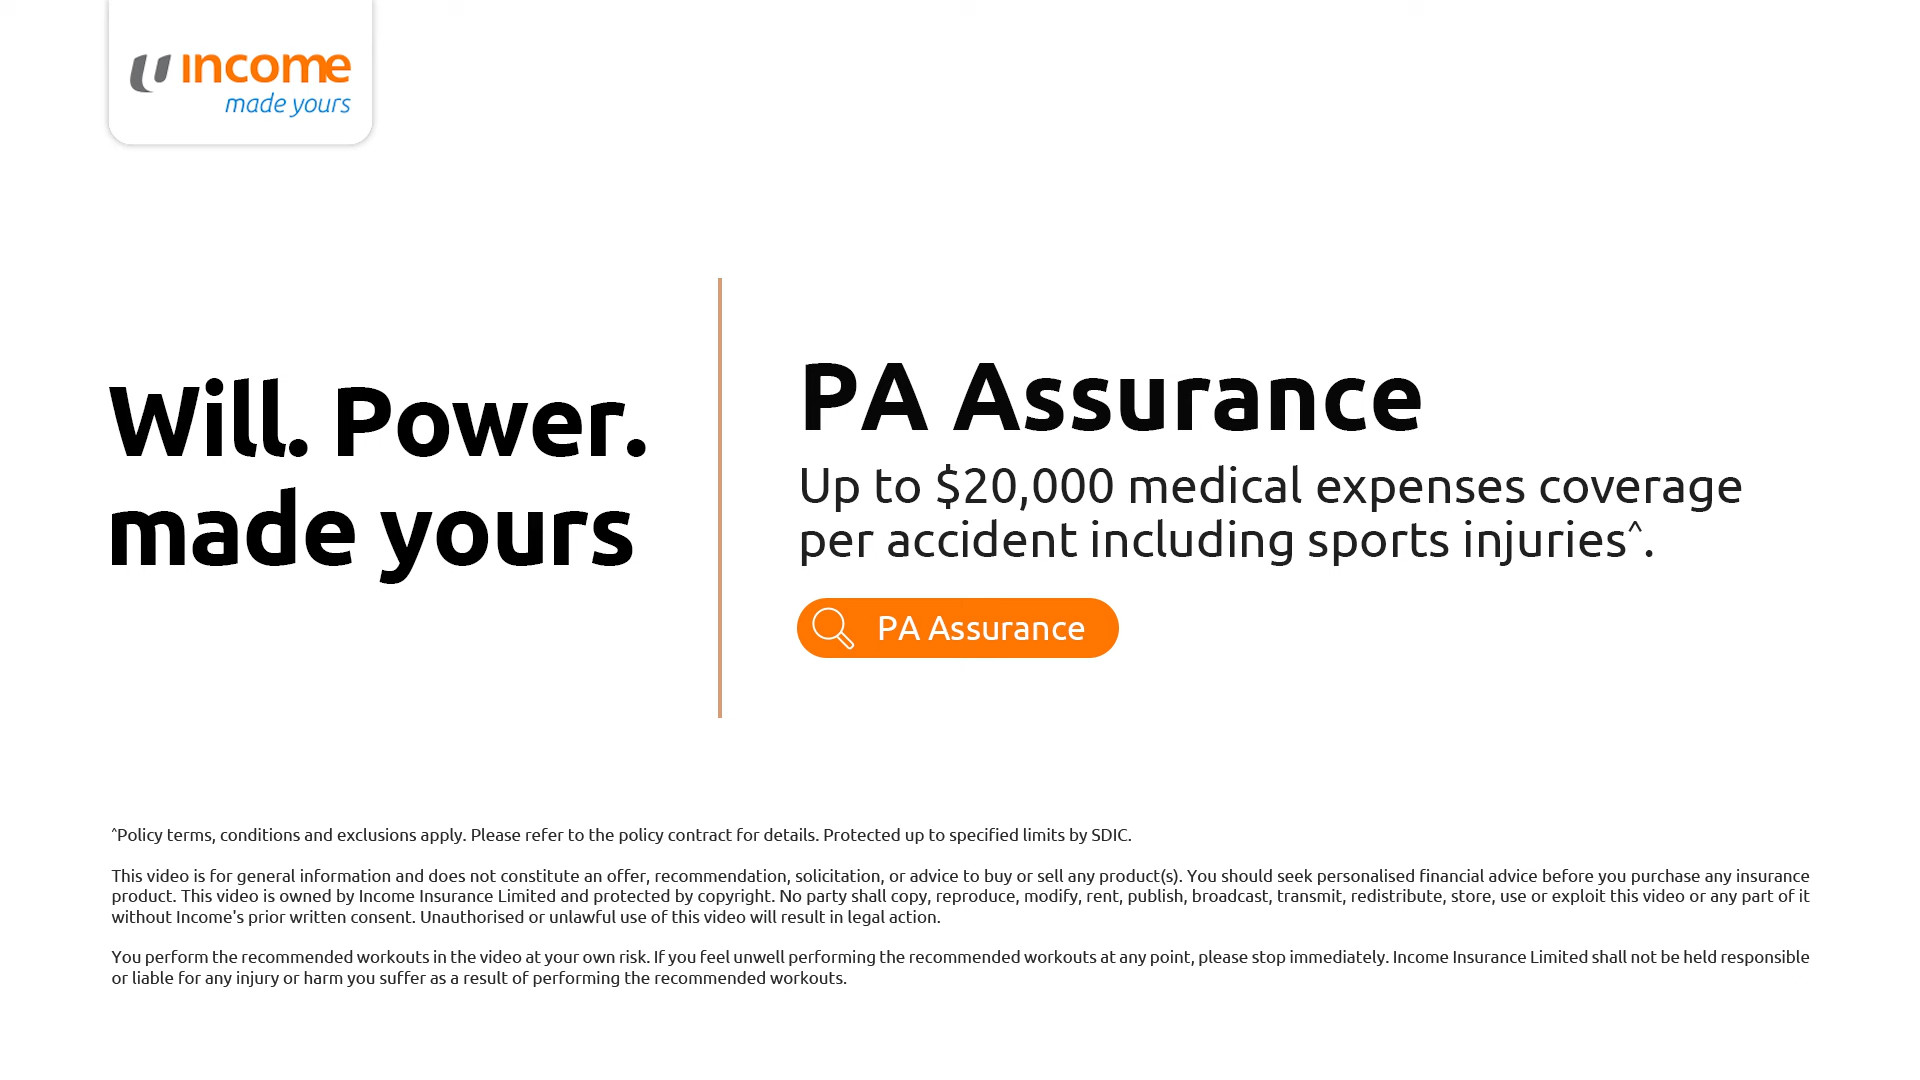 income
made yours
Will. Power.
made yours
PA Assurance
Up to $20,000 medical expenses coverage
per accident including sports injuries^.
PA Assurance
^Policy terms, conditions and exclusions apply. Please refer to the policy contract for details. Protected up to specified limits by SDIC.
This video is for general information and does not constitute an offer, recommendation, solicitation, or advice to buy or sell any product(s). You should seek personalised financial advice before you purchase any insurance
product. This video is owned by Income Insurance Limited and protected by copyright. No party shall copy, reproduce, modify, rent, publish, broadcast, transmit, redistribute, store, use or exploit this video or any part of it
without Income's prior written consent. Unauthorised or unlawful use of this video will result in legal action.
You perform the recommended workouts in the video at your own risk. If you feel unwell performing the recommended workouts at any point, please stop immediately. Income Insurance Limited shall not be held responsible
or liable for any injury or harm you suffer as a result of performing the recommended workouts.